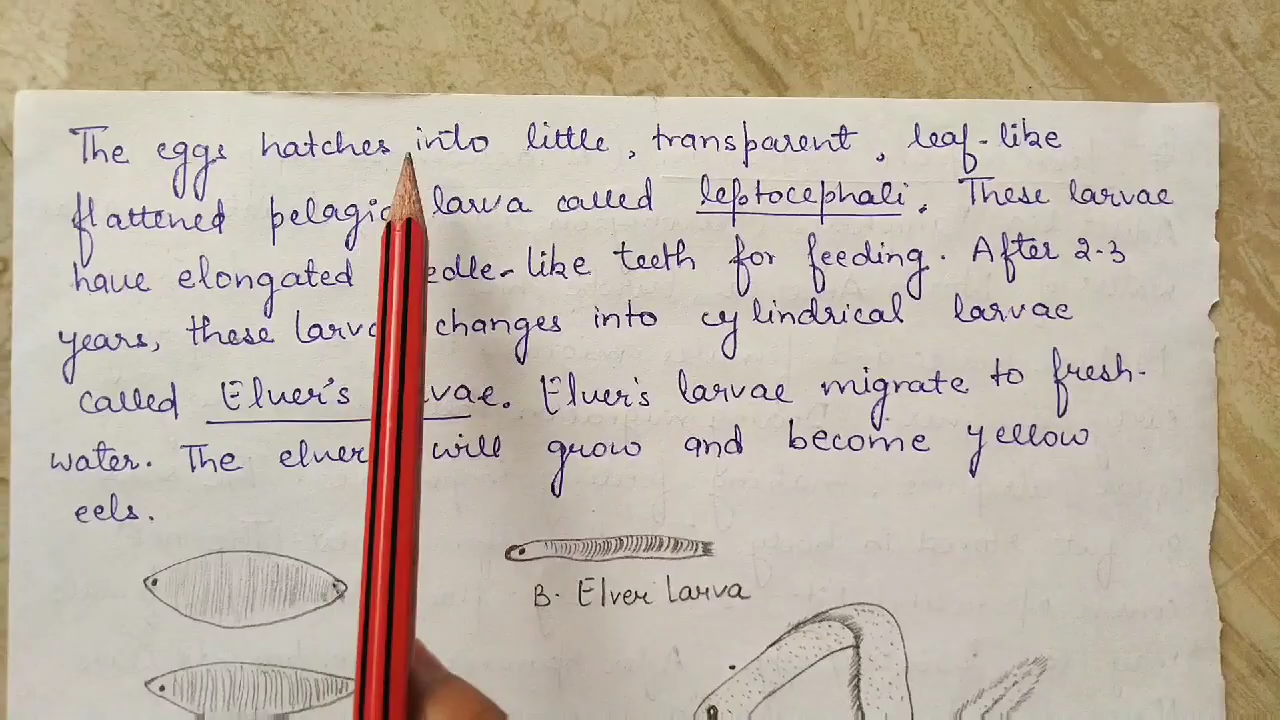 The eggs hatches into little, transparent, leaf-like
flattened pelagic larva called leptocephali. These larvae
have elongated edle-like teeth for feeding. After 2-3
years, these larva changes into cylindrical larvae
called Elver's vae. Elver's larvae migrate to fresh-
water. The elver will grow and become yellow
eels.
B. Elver Larva